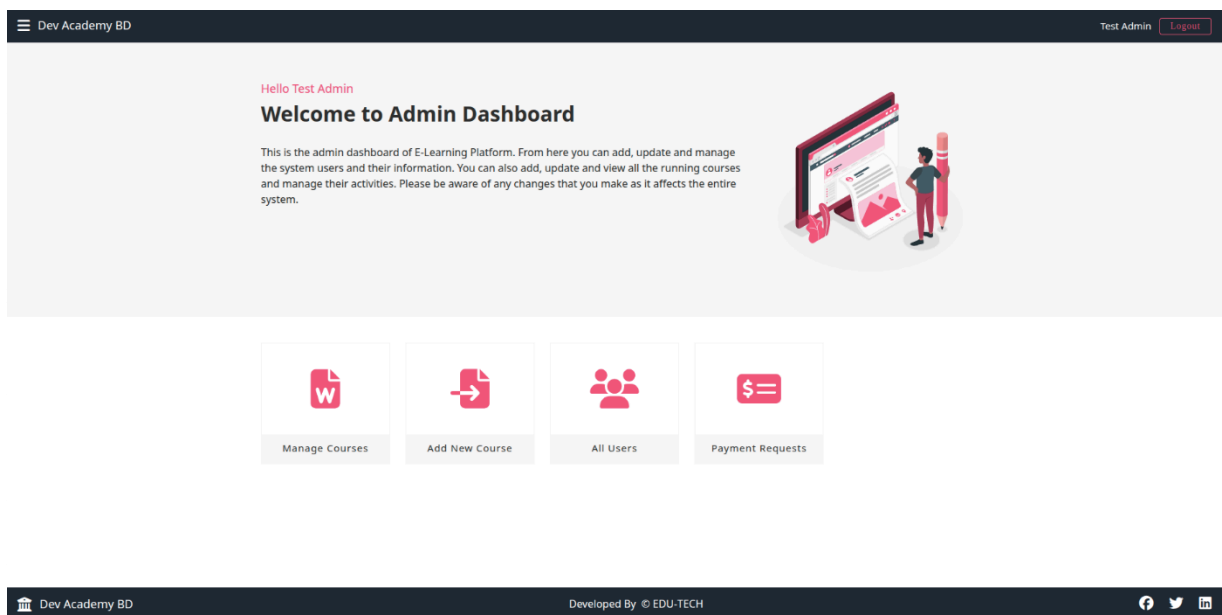 Dev Academy BD
Test Admin
Logout
Hello Test Admin
Welcome to Admin Dashboard
This is the admin dashboard of E-Learning Platform. From here you can add, update and manage
the system users and their information. You can also add, update and view all the running courses
and manage their activities. Please be aware of any changes that you make as it affects the entire
system.
W
$
Manage Courses
Add New Course
All Users
Payment Requests
Dev Academy BD
Developed By © EDU-TECH